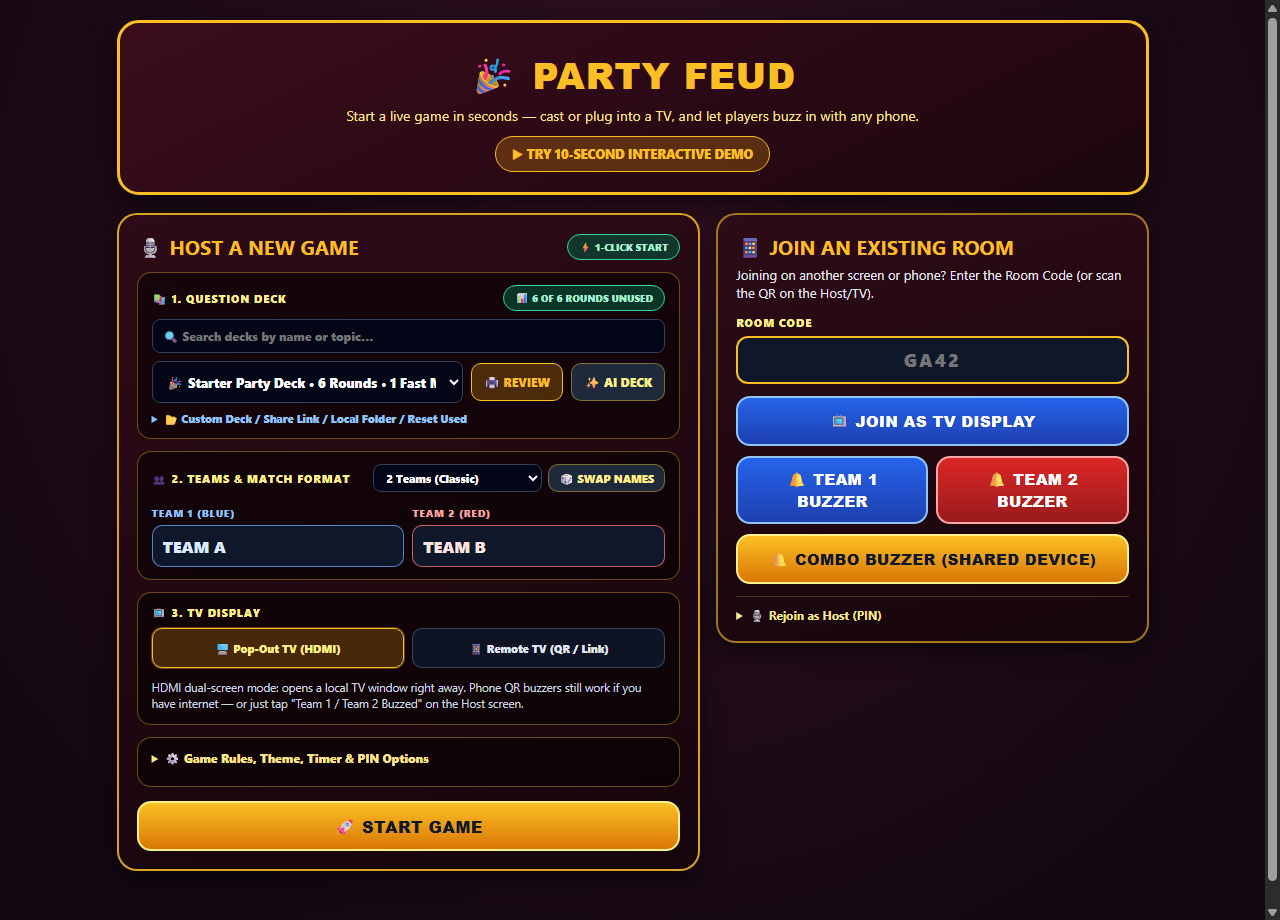 PARTY FEUD
Start a live game in seconds — cast or plug into a TV, and let players buzz in with any phone.
▶ TRY 10-SECOND INTERACTIVE DEMO
HOST A NEW GAME
1-CLICK START
1. QUESTION DECK
6 OF 6 ROUNDS UNUSED
Search decks by name or topic...
Starter Party Deck • 6 Rounds • 1 Fast
REVIEW
AI DECK
Custom Deck / Share Link / Local Folder / Reset Used
2. TEAMS & MATCH FORMAT
2 Teams (Classic)
SWAP NAMES
TEAM 1 (BLUE)
TEAM 2 (RED)
TEAM A
TEAM B
3. TV DISPLAY
Pop-Out TV (HDMI)
Remote TV (QR / Link)
HDMI dual-screen mode: opens a local TV window right away. Phone QR buzzers still work if you
have internet — or just tap "Team 1 / Team 2 Buzzed" on the Host screen.
Game Rules, Theme, Timer & PIN Options
START GAME
JOIN AN EXISTING ROOM
Joining on another screen or phone? Enter the Room Code (or scan
the QR on the Host/TV).
ROOM CODE
GA42
JOIN AS TV DISPLAY
TEAM 1
BUZZER
TEAM 2
BUZZER
COMBO BUZZER (SHARED DEVICE)
Rejoin as Host (PIN)